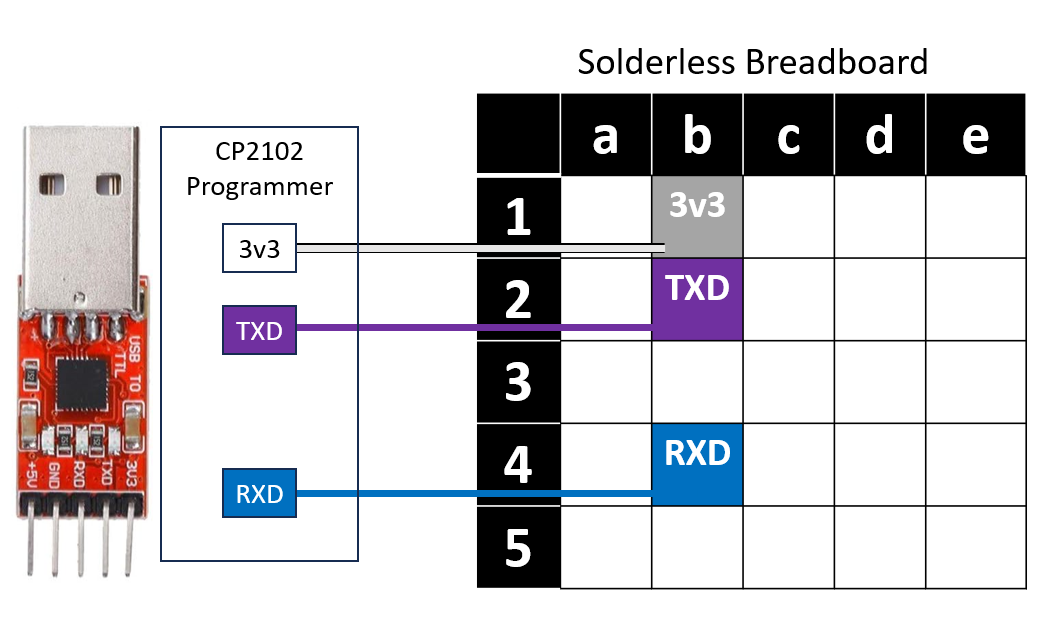 Solderless Breadboard
a b c d e
CP2102
Programmer
3v3
TXD
RXD
1 3v3
2 TXD
3
4 RXD
5
USB TO
TTL
+5V GND RXD TXD 3V3